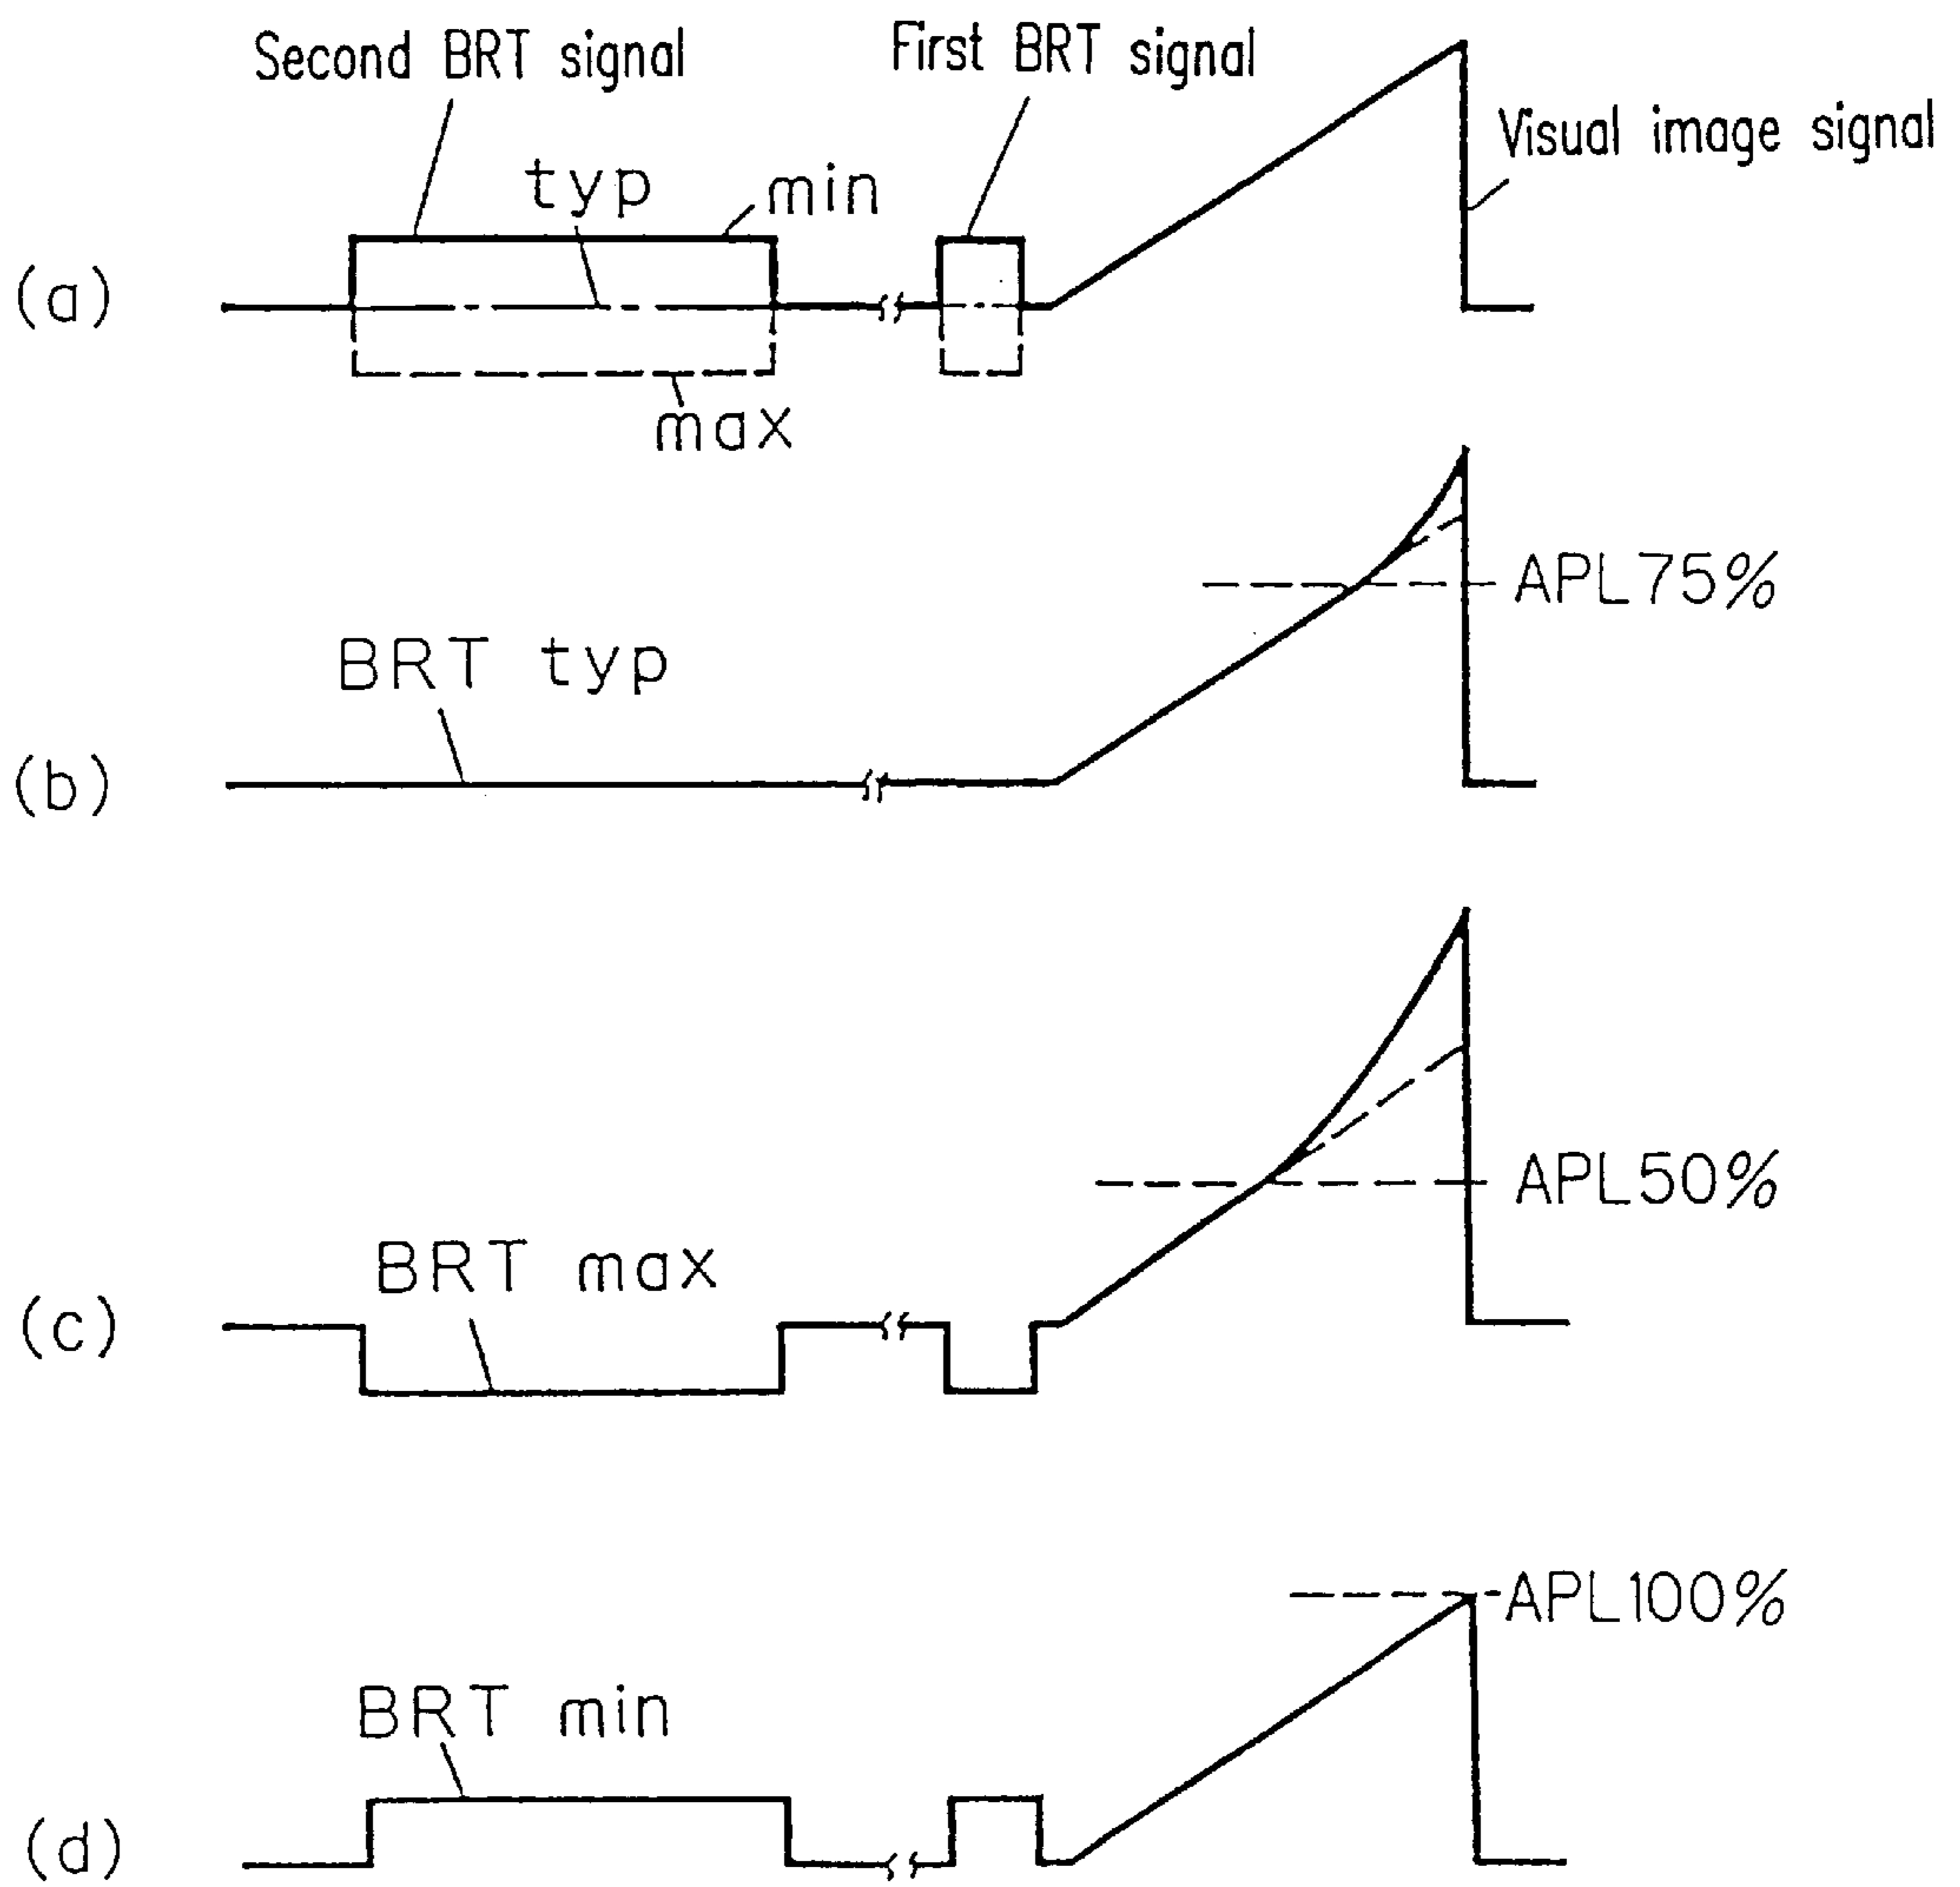 Second BRT signal
First BRT signal
Visual image signal
typ
min
(a)
max
APL75%
BRT typ
(b)
APL50%
BRT max
(c)
APL100%
BRT min
(d)